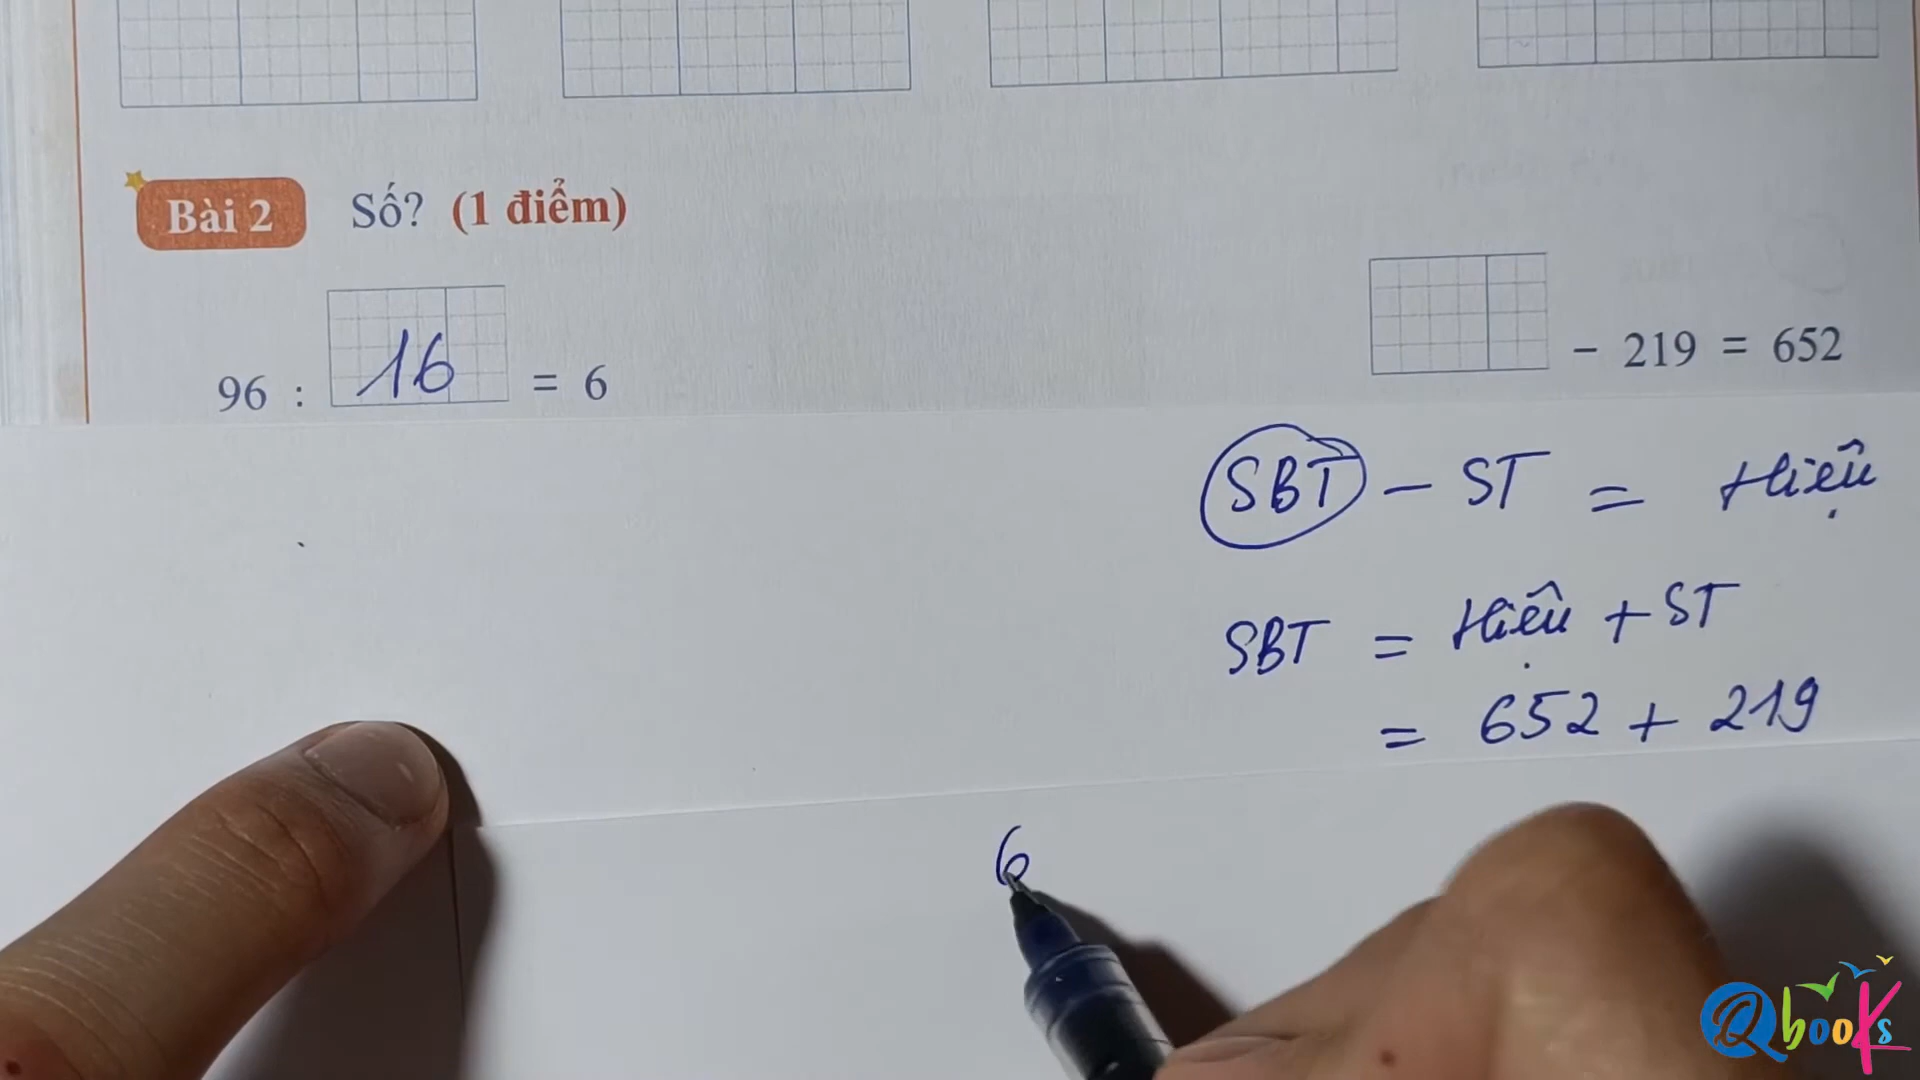 Bài 2 Số? (1 điểm)
96 : 16 = 6
- 219 = 652
SBT - ST = Hiệu
SBT = Hiệu + ST
= 652 + 219
6
Qbooks